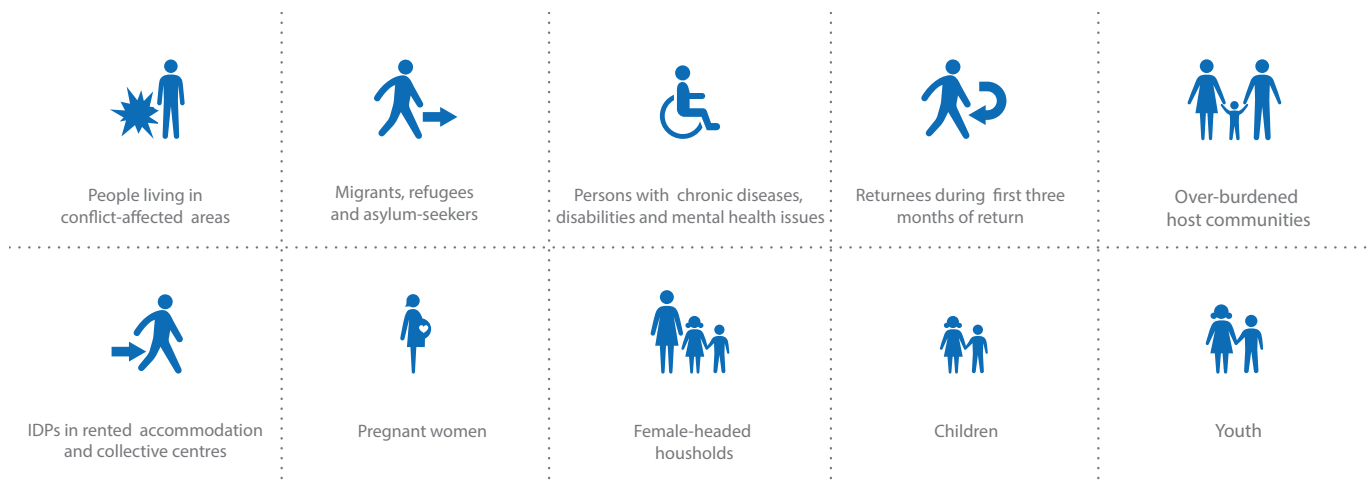 People living in
conflict-affected areas
Migrants, refugees
and asylum-seekers
Persons with chronic diseases,
disabilities and mental health issues
Returnees during first three
months of return
Over-burdened
host communities
IDPs in rented accommodation
and collective centres
Pregnant women
Female-headed
housholds
Children
Youth